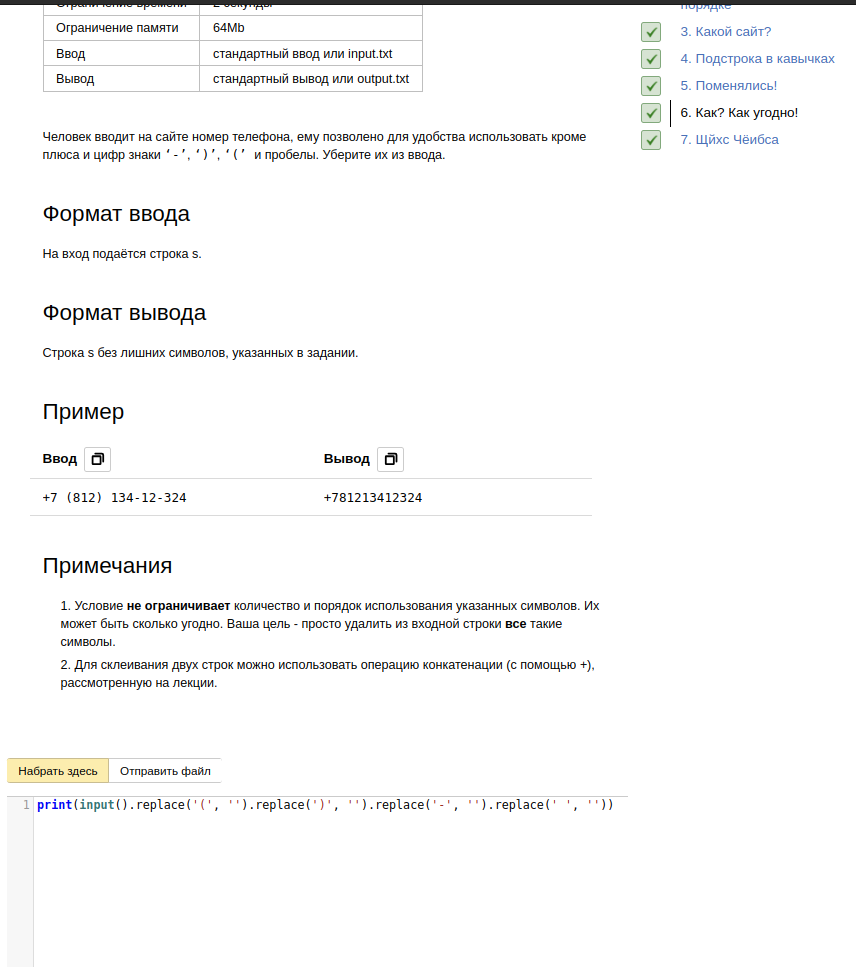 Ограничение времени 2 секунды
Ограничение памяти 64Mb
Ввод стандартный ввод или input.txt
Вывод стандартный вывод или output.txt
Человек вводит на сайте номер телефона, ему позволено для удобства использовать кроме
плюса и цифр знаки ‘-’, ‘)’, ‘(’ и пробелы. Уберите их из ввода.
Формат ввода
На вход подаётся строка s.
Формат вывода
Строка s без лишних символов, указанных в задании.
Пример
Ввод Вывод
+7 (812) 134-12-324 +781213412324
Примечания
1. Условие не ограничивает количество и порядок использования указанных символов. Их
может быть сколько угодно. Ваша цель - просто удалить из входной строки все такие
символы.
2. Для склеивания двух строк можно использовать операцию конкатенации (с помощью +),
рассмотренную на лекции.
Набрать здесь Отправить файл
1 print(input().replace('(', '').replace(')', '').replace('-', '').replace(' ', ''))
порядке
3. Какой сайт?
4. Подстрока в кавычках
5. Поменялись!
6. Как? Как угодно!
7. Щйхс Чёибса